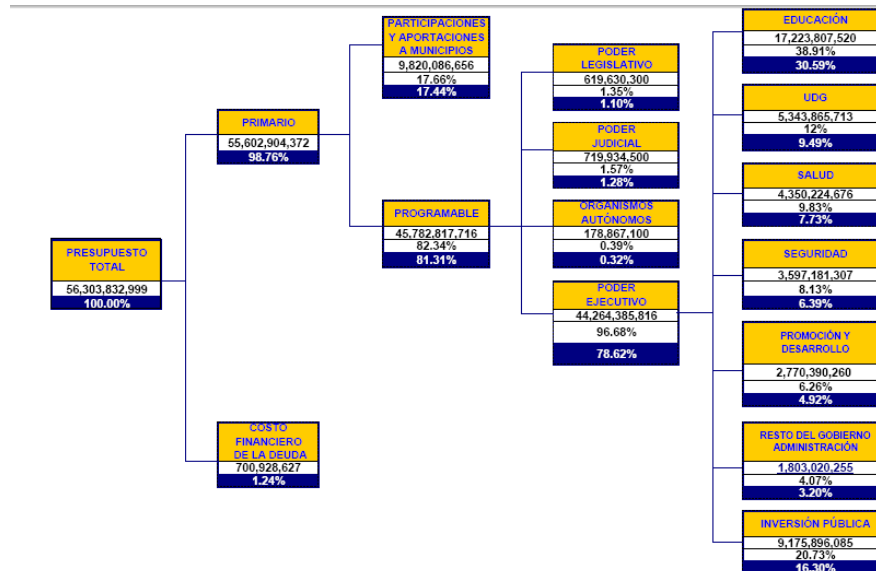 PRESUPUESTO
TOTAL
56,303,832,999
100.00%
PRIMARIO
55,602,904,372
98.76%
COSTO
FINANCIERO
DE LA DEUDA
700,928,627
1.24%
PARTICIPACIONES
Y APORTACIONES
A MUNICIPIOS
9,820,086,656
17.66%
17.44%
PROGRAMABLE
45,782,817,716
82.34%
81.31%
PODER
LEGISLATIVO
619,630,300
1.35%
1.10%
PODER
JUDICIAL
719,934,500
1.57%
1.28%
ORGANISMOS
AUTÓNOMOS
178,867,100
0.39%
0.32%
PODER
EJECUTIVO
44,264,385,816
96.68%
78.62%
EDUCACIÓN
17,223,807,520
38.91%
30.59%
UDG
5,343,865,713
12%
9.49%
SALUD
4,350,224,676
9.83%
7.73%
SEGURIDAD
3,597,181,307
8.13%
6.39%
PROMOCIÓN Y
DESARROLLO
2,770,390,260
6.26%
4.92%
RESTO DEL GOBIERNO
ADMINISTRACIÓN
1,803,020,255
4.07%
3.20%
INVERSIÓN PÚBLICA
9,175,896,085
20.73%
16.30%